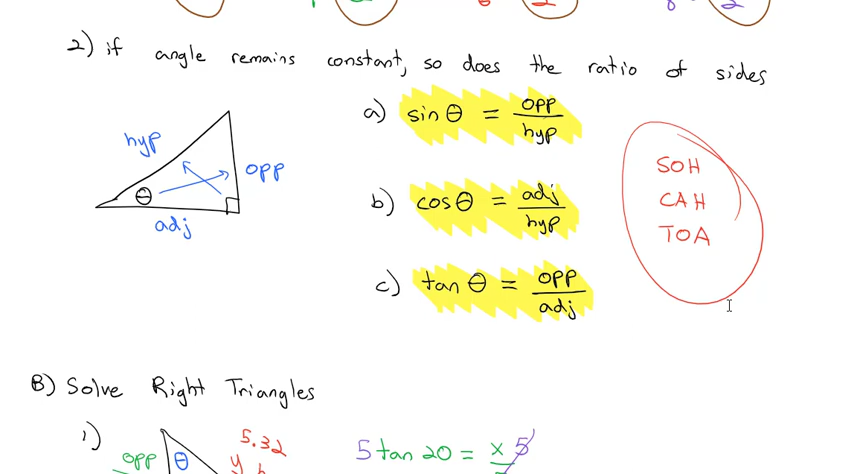 2) if angle remains constant, so does the ratio of sides
hyp
θ
opp
adj
a) sin θ = opp/hyp
b) cos θ = adj/hyp
c) tan θ = opp/adj
SOH
CAH
TOA
B) Solve Right Triangles
i)
opp
θ
5.32
y
5 tan 20 = x 5